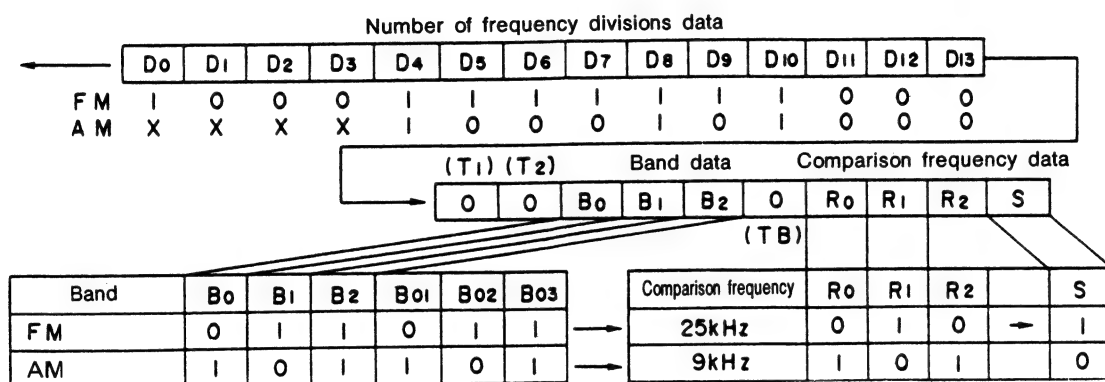 Number of frequency divisions data
D0 D1 D2 D3 D4 D5 D6 D7 D8 D9 D10 D11 D12 D13
FM 1 0 0 0 1 1 1 1 1 1 1 0 0 0
AM X X X X 1 0 0 0 1 0 1 0 0 0
(T1) (T2) Band data Comparison frequency data
0 0 B0 B1 B2 0 R0 R1 R2 S
(TB)
Band B0 B1 B2 B01 B02 B03
FM 0 1 1 0 1 1
AM 1 0 1 1 0 1
Comparison frequency R0 R1 R2 S
25kHz 0 1 0 → 1
9kHz 1 0 1 0